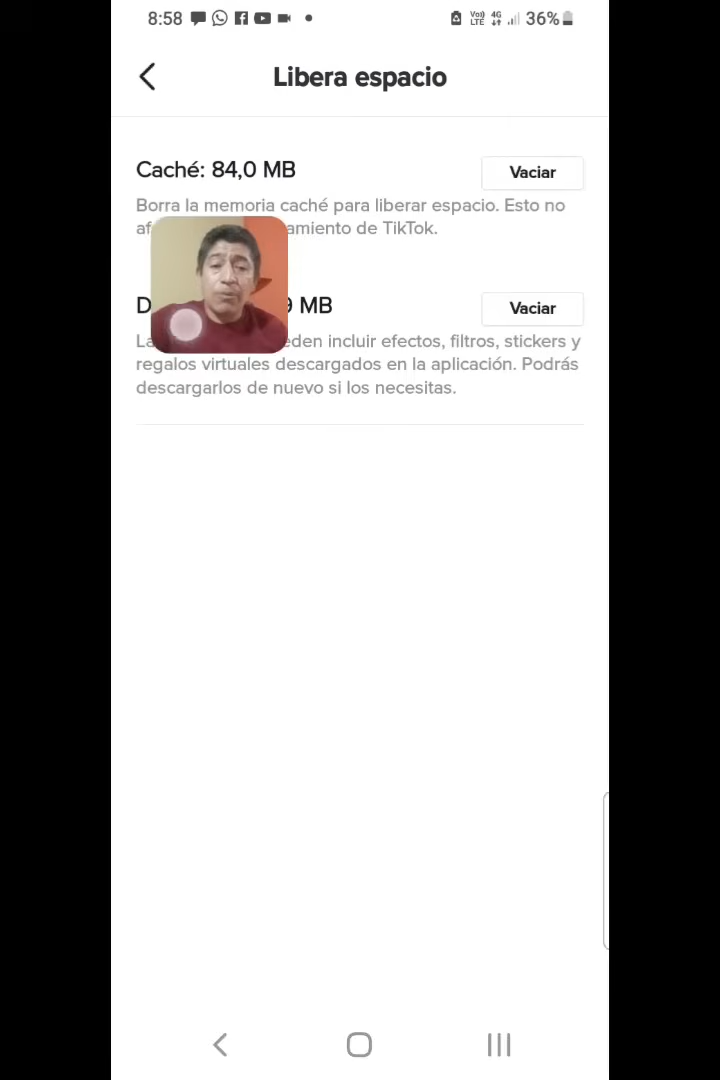 8:58
VoLTE 4G 36%
Libera espacio
Caché: 84,0 MB
Vaciar
Borra la memoria caché para liberar espacio. Esto no
de TikTok.
MB
Vaciar
incluir efectos, filtros, stickers y
regalos virtuales descargados en la aplicación. Podrás
descargarlos de nuevo si los necesitas.